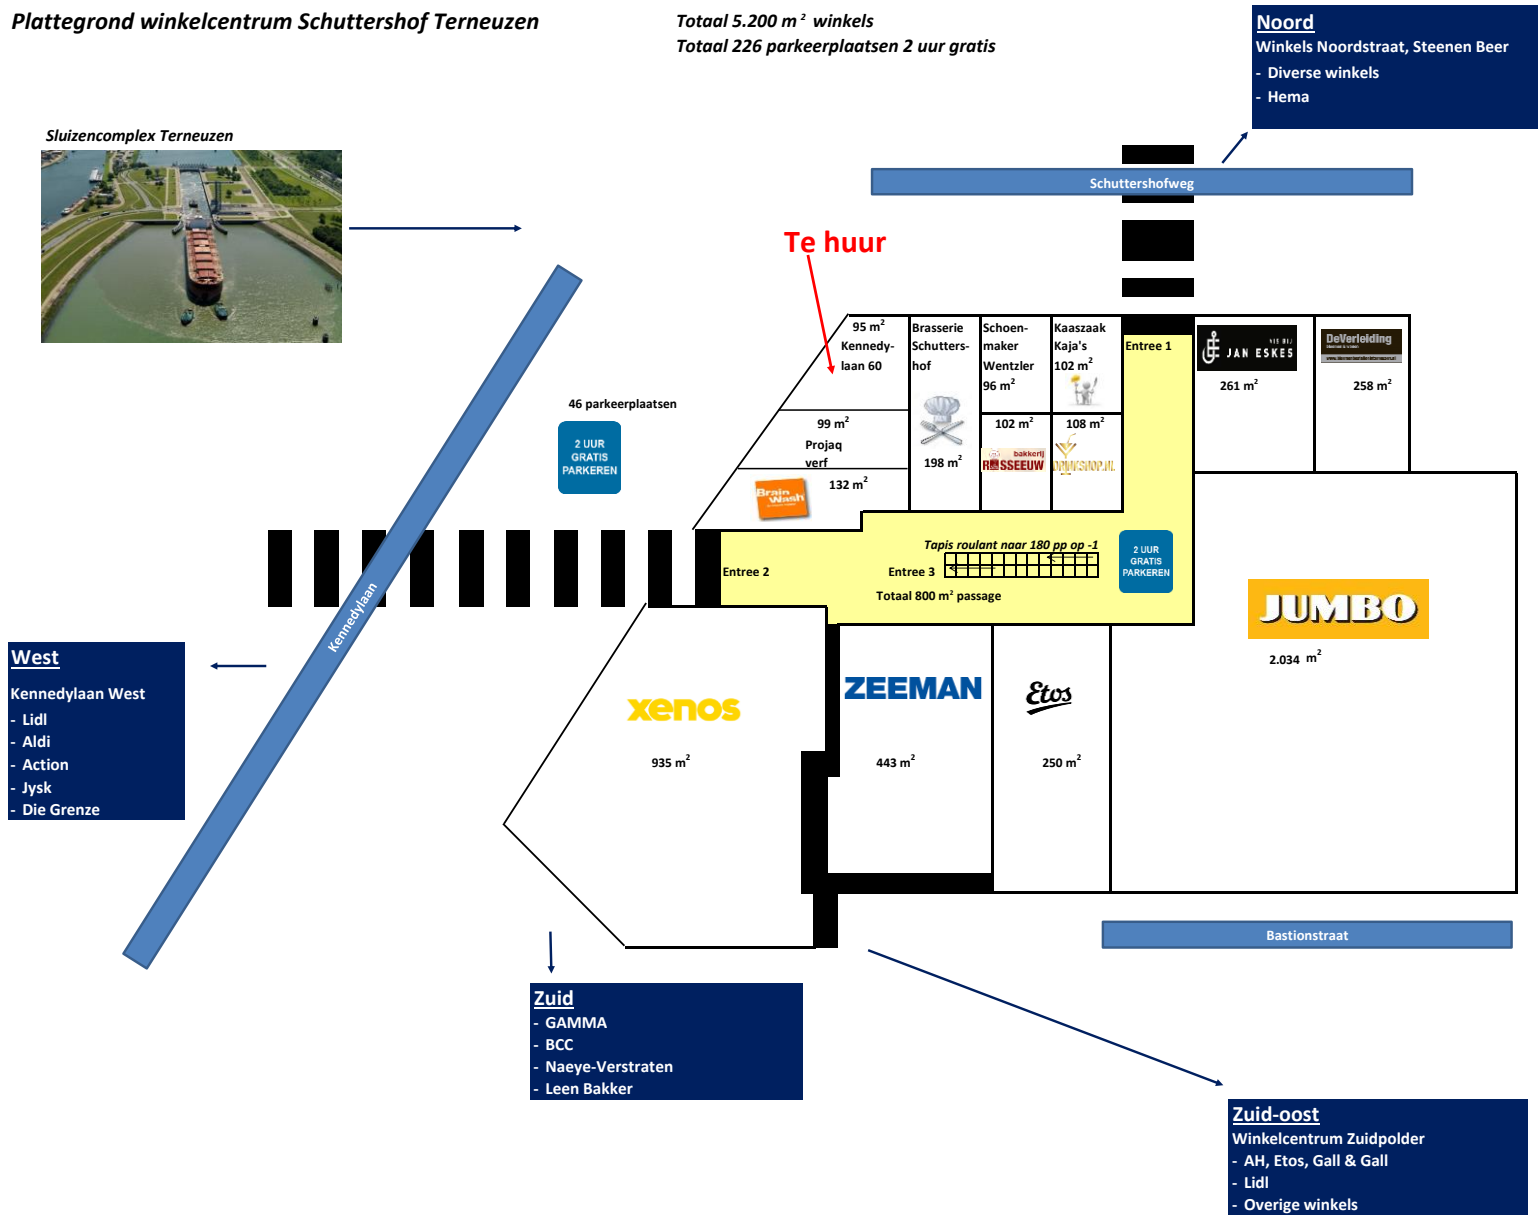 Plattegrond winkelcentrum Schuttershof Terneuzen
Totaal 5.200 m² winkels
Totaal 226 parkeerplaatsen 2 uur gratis
Noord
Winkels Noordstraat, Steenen Beer
- Diverse winkels
- Hema
Sluizencomplex Terneuzen
Schuttershofweg
Te huur
95 m²
Kennedy-
laan 60
Brasserie
Schutters-
hof
198 m²
Schoen-
maker
Wentzler
96 m²
Kaaszaak
Kaja's
102 m²
Entree 1
VIS BIJ
JAN ESKES
261 m²
DeVerleiding
258 m²
46 parkeerplaatsen
2 UUR
GRATIS
PARKEREN
99 m²
Projaq
verf
Brain
Wash
132 m²
102 m²
bakkerij
ROSSEEUW
108 m²
DRINKSHOP.NL
Tapis roulant naar 180 pp op -1
Entree 2
Entree 3
Totaal 800 m² passage
2 UUR
GRATIS
PARKEREN
JUMBO
2.034 m²
Kennedylaan
West
Kennedylaan West
- Lidl
- Aldi
- Action
- Jysk
- Die Grenze
xenos
935 m²
ZEEMAN
443 m²
Etos
250 m²
Bastionstraat
Zuid
- GAMMA
- BCC
- Naeye-Verstraten
- Leen Bakker
Zuid-oost
Winkelcentrum Zuidpolder
- AH, Etos, Gall & Gall
- Lidl
- Overige winkels